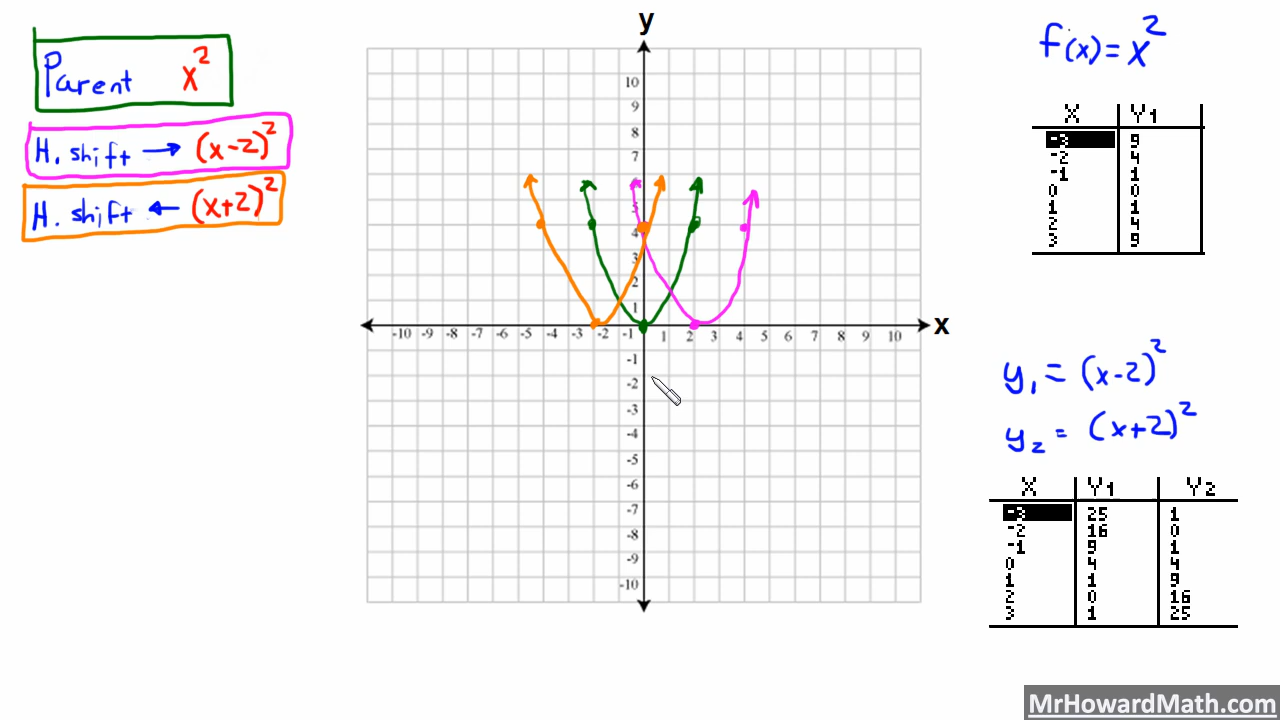 Parent x²
H. shift → (x-2)²
H. shift ← (x+2)²
y
10
9
8
7
5
4
3
2
1
-10 -9 -8 -7 -6 -5 -4 -3 -2 -1 1 2 3 4 5 6 7 8 9 10
x
-1
-2
-3
-4
-5
-6
-7
-8
-9
-10
f(x) = x²
X Y1
-3 9
-2 4
-1 1
0 0
1 1
2 4
3 9
y₁ = (x-2)²
y₂ = (x+2)²
X Y1 Y2
-3 25 1
-2 16 0
-1 9 1
0 4 4
1 1 9
2 0 16
3 1 25
MrHowardMath.com